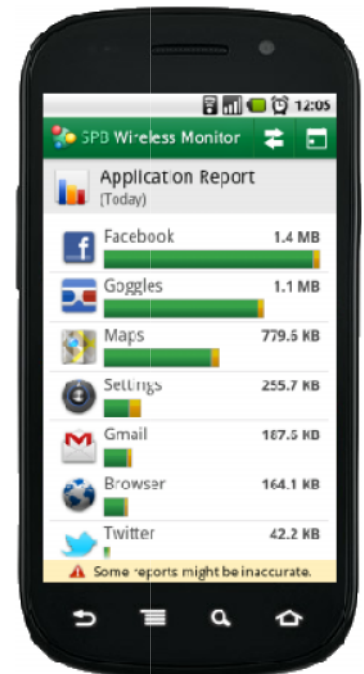 12:05
SPB Wireless Monitor
Application Report
(Today)
Facebook 1.4 MB
Goggles 1.1 MB
Maps 779.6 KB
Settings 255.7 KB
Gmail 187.6 KB
Browser 164.1 KB
Twitter 42.2 KB
Some reports might be inaccurate.